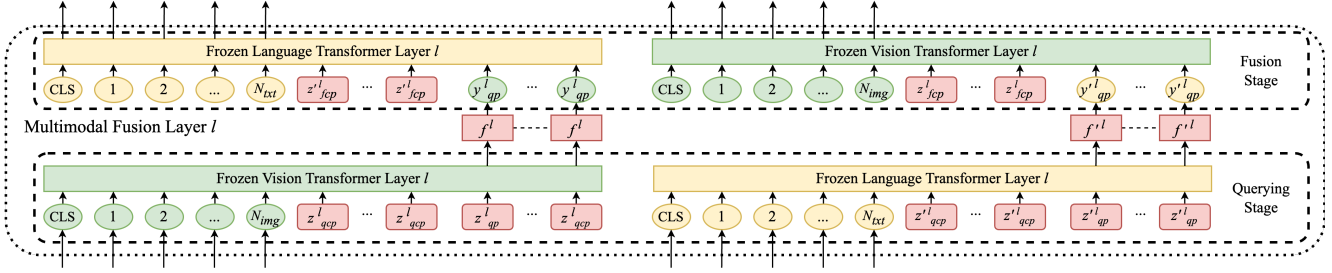 Frozen Language Transformer Layer l
CLS 1 2 ... N_txt z'^l_fcp ... z'^l_fcp y'^l_qp ... y'^l_qp
Frozen Vision Transformer Layer l
CLS 1 2 ... N_img z^l_fcp ... z^l_fcp y'^l_qp ... y'^l_qp
Fusion
Stage
Multimodal Fusion Layer l
f^l f^l
f'^l f'^l
Frozen Vision Transformer Layer l
CLS 1 2 ... N_img z^l_qcp ... z^l_qcp z^l_qp ... z^l_qcp
Frozen Language Transformer Layer l
CLS 1 2 ... N_txt z'^l_qcp ... z'^l_qcp z'^l_qp ... z'^l_qp
Querying
Stage